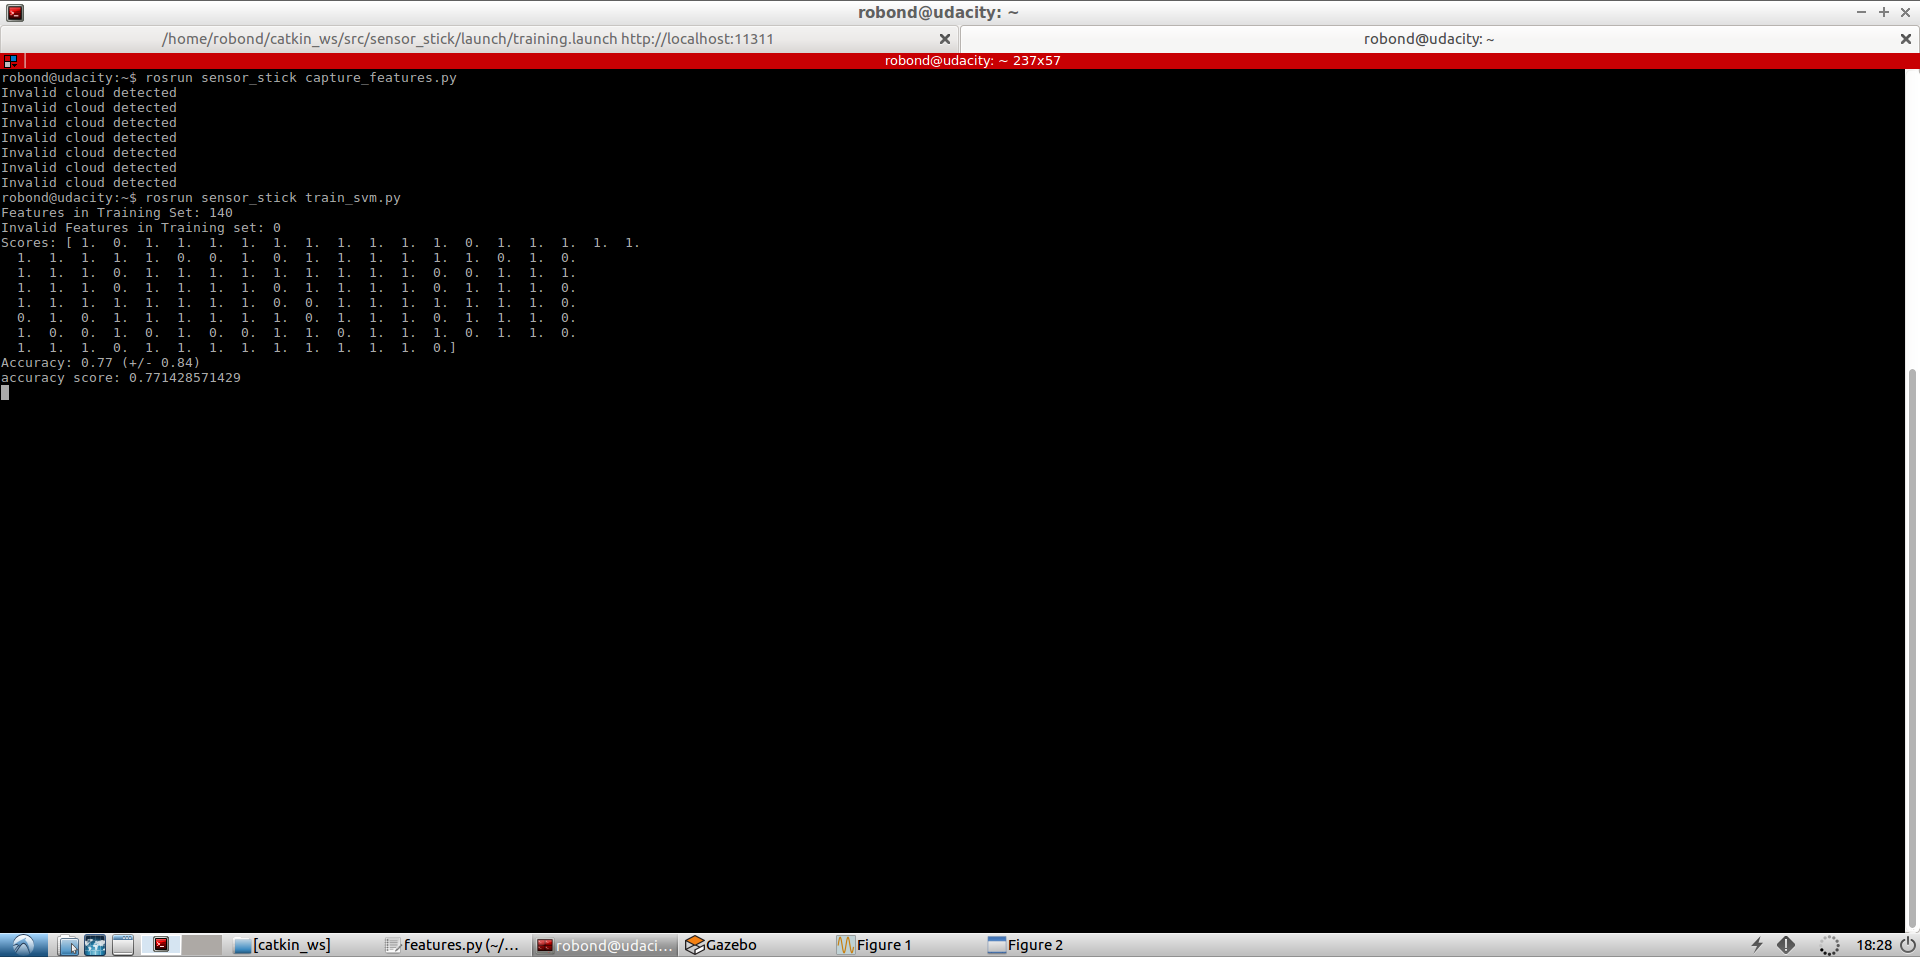 robond@udacity: ~
/home/robond/catkin_ws/src/sensor_stick/launch/training.launch http://localhost:11311
robond@udacity: ~
robond@udacity: ~ 237x57
robond@udacity:~$ rosrun sensor_stick capture_features.py
Invalid cloud detected
Invalid cloud detected
Invalid cloud detected
Invalid cloud detected
Invalid cloud detected
Invalid cloud detected
Invalid cloud detected
robond@udacity:~$ rosrun sensor_stick train_svm.py
Features in Training Set: 140
Invalid Features in Training set: 0
Scores: [ 1.  0.  1.  1.  1.  1.  1.  1.  1.  1.  1.  1.  0.  1.  1.  1.  1.  1.
  1.  1.  1.  1.  1.  0.  0.  1.  0.  1.  1.  1.  1.  1.  1.  0.  1.  0.
  1.  1.  1.  0.  1.  1.  1.  1.  1.  1.  1.  1.  1.  0.  0.  1.  1.  1.
  1.  1.  1.  0.  1.  1.  1.  1.  0.  1.  1.  1.  1.  0.  1.  1.  1.  0.
  1.  1.  1.  1.  1.  1.  1.  1.  0.  0.  1.  1.  1.  1.  1.  1.  1.  0.
  0.  1.  0.  1.  1.  1.  1.  1.  1.  0.  1.  1.  1.  0.  1.  1.  1.  0.
  1.  0.  0.  1.  0.  1.  0.  0.  1.  1.  0.  1.  1.  1.  0.  1.  1.  0.
  1.  1.  1.  0.  1.  1.  1.  1.  1.  1.  1.  1.  1.  0.]
Accuracy: 0.77 (+/- 0.84)
accuracy score: 0.771428571429
[catkin_ws]
features.py (~/...
robond@udaci...
Gazebo
Figure 1
Figure 2
18:28